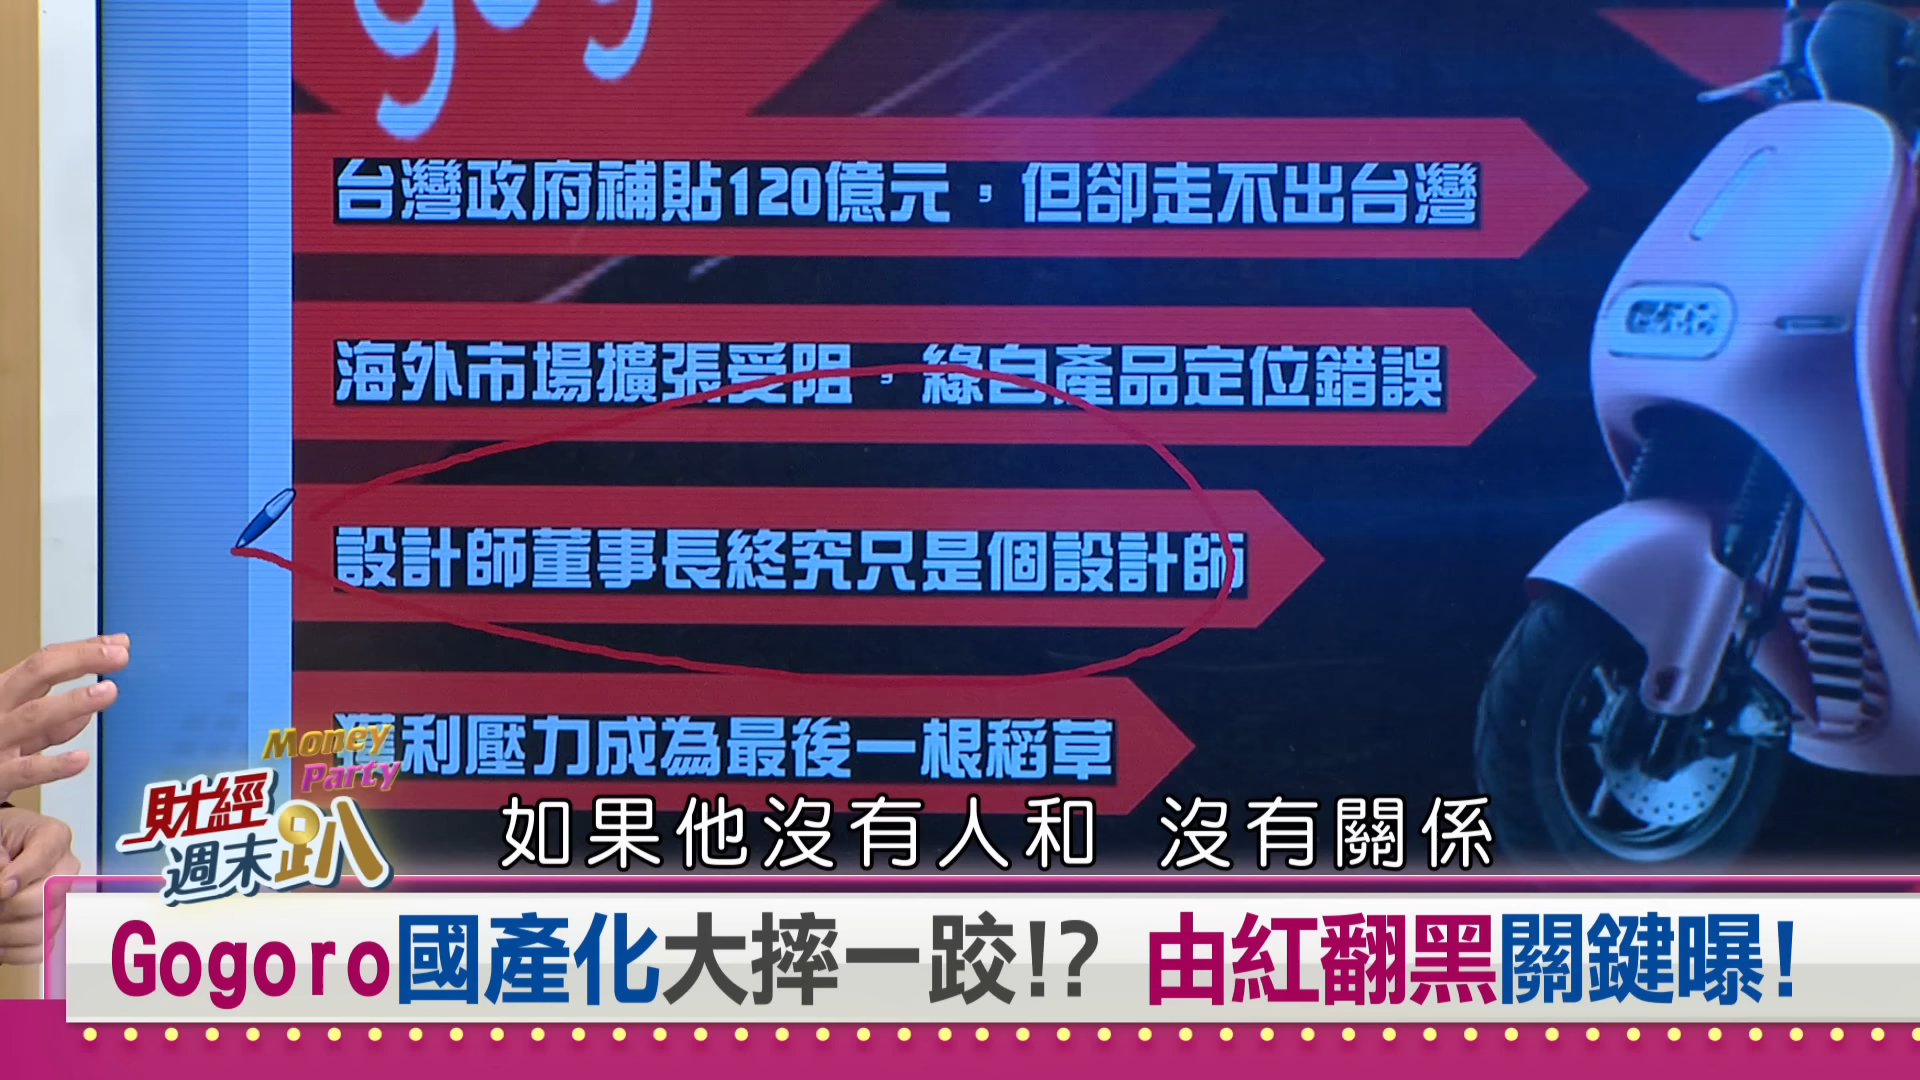 台灣政府補貼120億元，但卻走不出台灣
海外市場擴張受阻，緣自產品定位錯誤
設計師董事長終究只是個設計師
獲利壓力成為最後一根稻草
Money
Party
財經
週末趴
如果他沒有人和 沒有關係
Gogoro國產化大摔一跤!? 由紅翻黑關鍵曝!